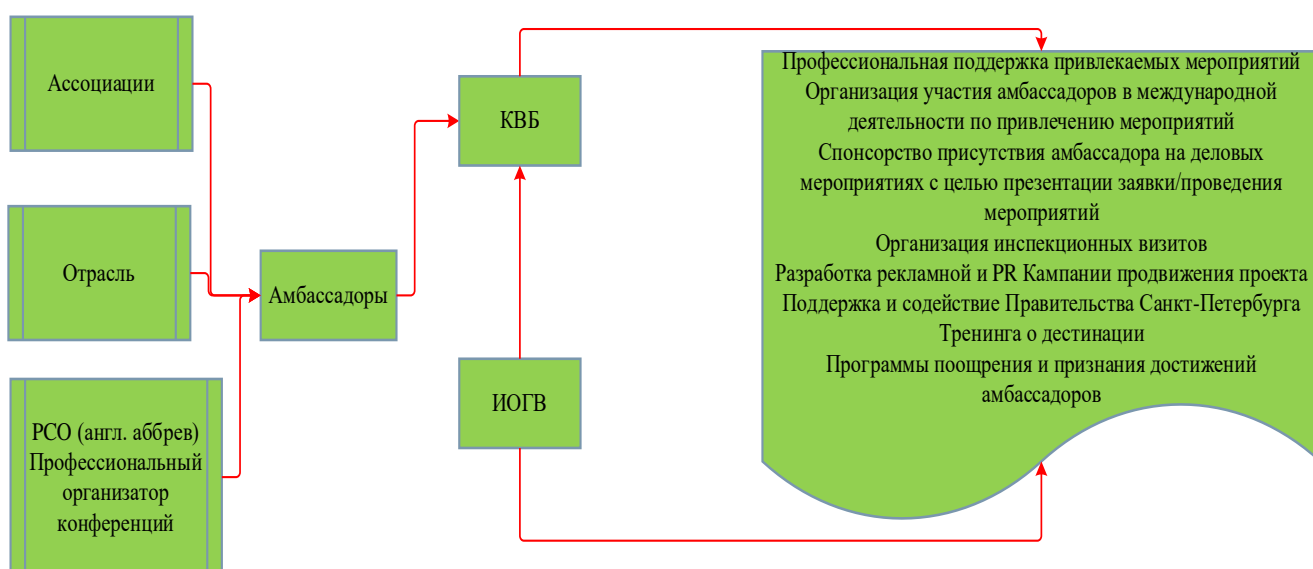 Ассоциации
Отрасль
РСО (англ. аббрев)
Профессиональный
организатор
конференций
Амбассадоры
КВБ
ИОГВ
Профессиональная поддержка привлекаемых мероприятий
Организация участия амбассадоров в международной
деятельности по привлечению мероприятий
Спонсорство присутствия амбассадора на деловых
мероприятиях с целью презентации заявки/проведения
мероприятий
Организация инспекционных визитов
Разработка рекламной и PR Кампании продвижения проекта
Поддержка и содействие Правительства Санкт-Петербурга
Тренинга о дестинации
Программы поощрения и признания достижений
амбассадоров